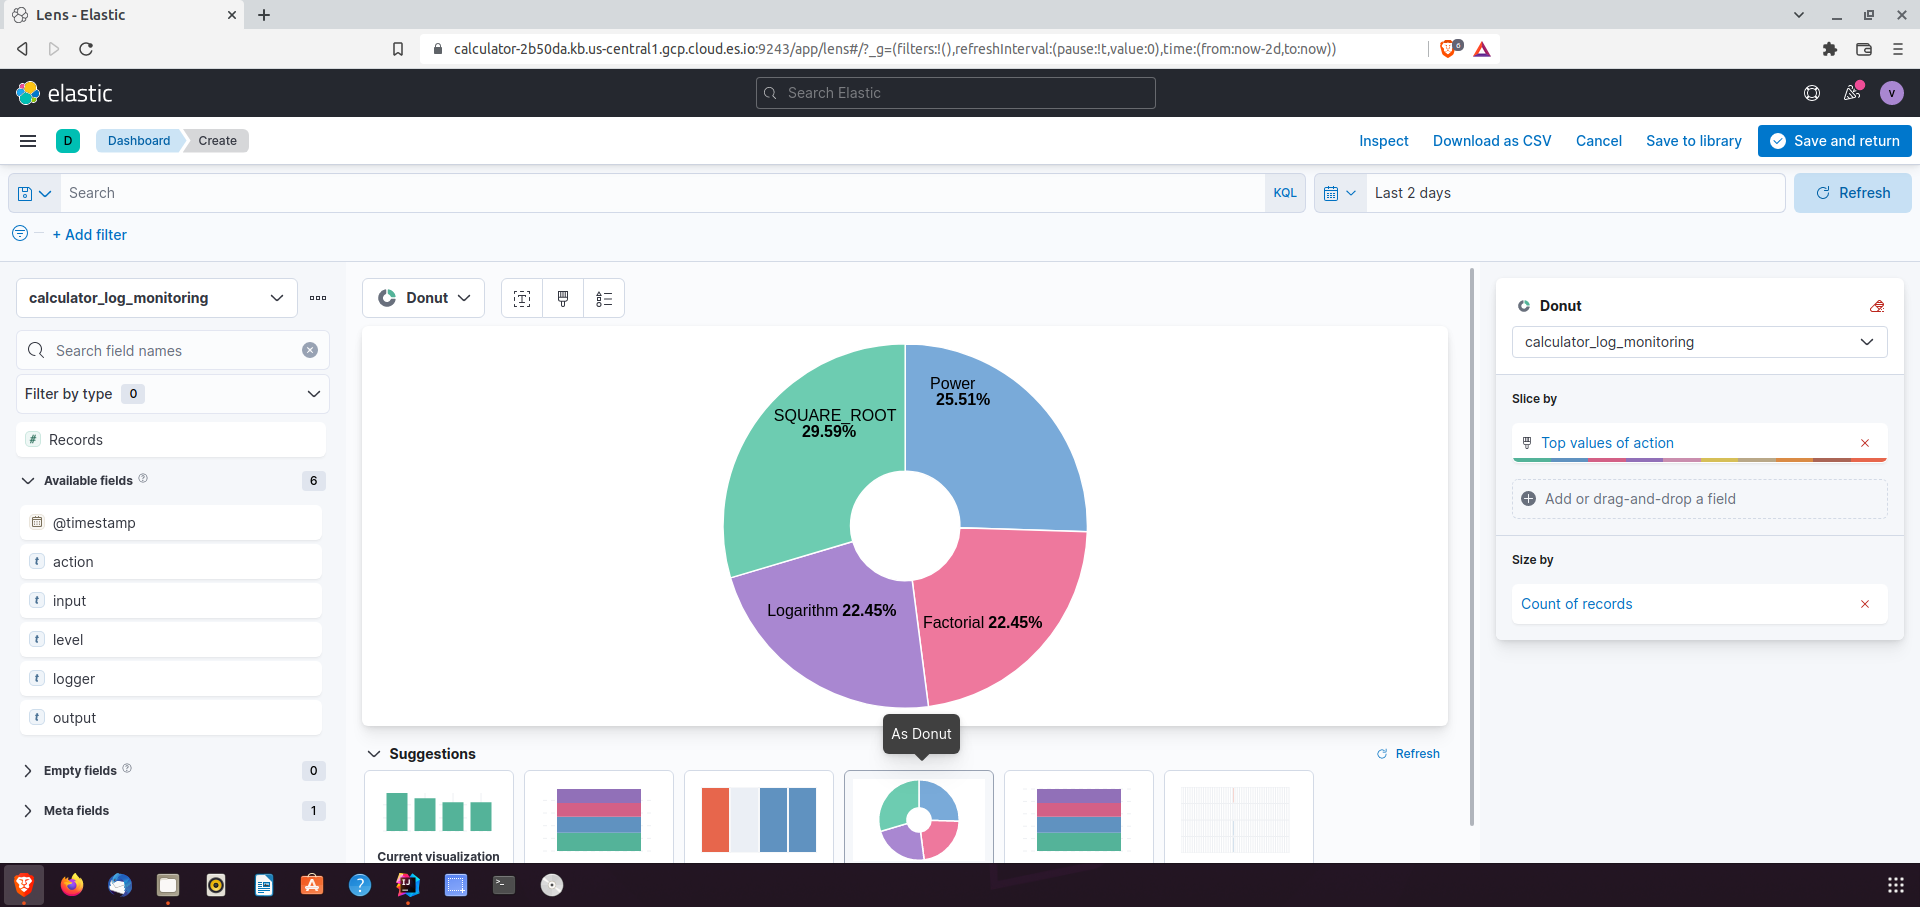 Lens - Elastic
calculator-2b50da.kb.us-central1.gcp.cloud.es.io:9243/app/lens#/?_g=(filters:!(),refreshInterval:(pause:!t,value:0),time:(from:now-2d,to:now))
6
elastic
Search Elastic
v
D
Dashboard
Create
Inspect
Download as CSV
Cancel
Save to library
Save and return
Search
KQL
Last 2 days
Refresh
+ Add filter
calculator_log_monitoring
Donut
Search field names
Filter by type 0
# Records
Available fields 6
@timestamp
t action
t input
t level
t logger
t output
Empty fields 0
Meta fields 1
Power
25.51%
SQUARE_ROOT
29.59%
Logarithm 22.45%
Factorial 22.45%
As Donut
Suggestions
Refresh
Current visualization
Donut
calculator_log_monitoring
Slice by
Top values of action
Add or drag-and-drop a field
Size by
Count of records